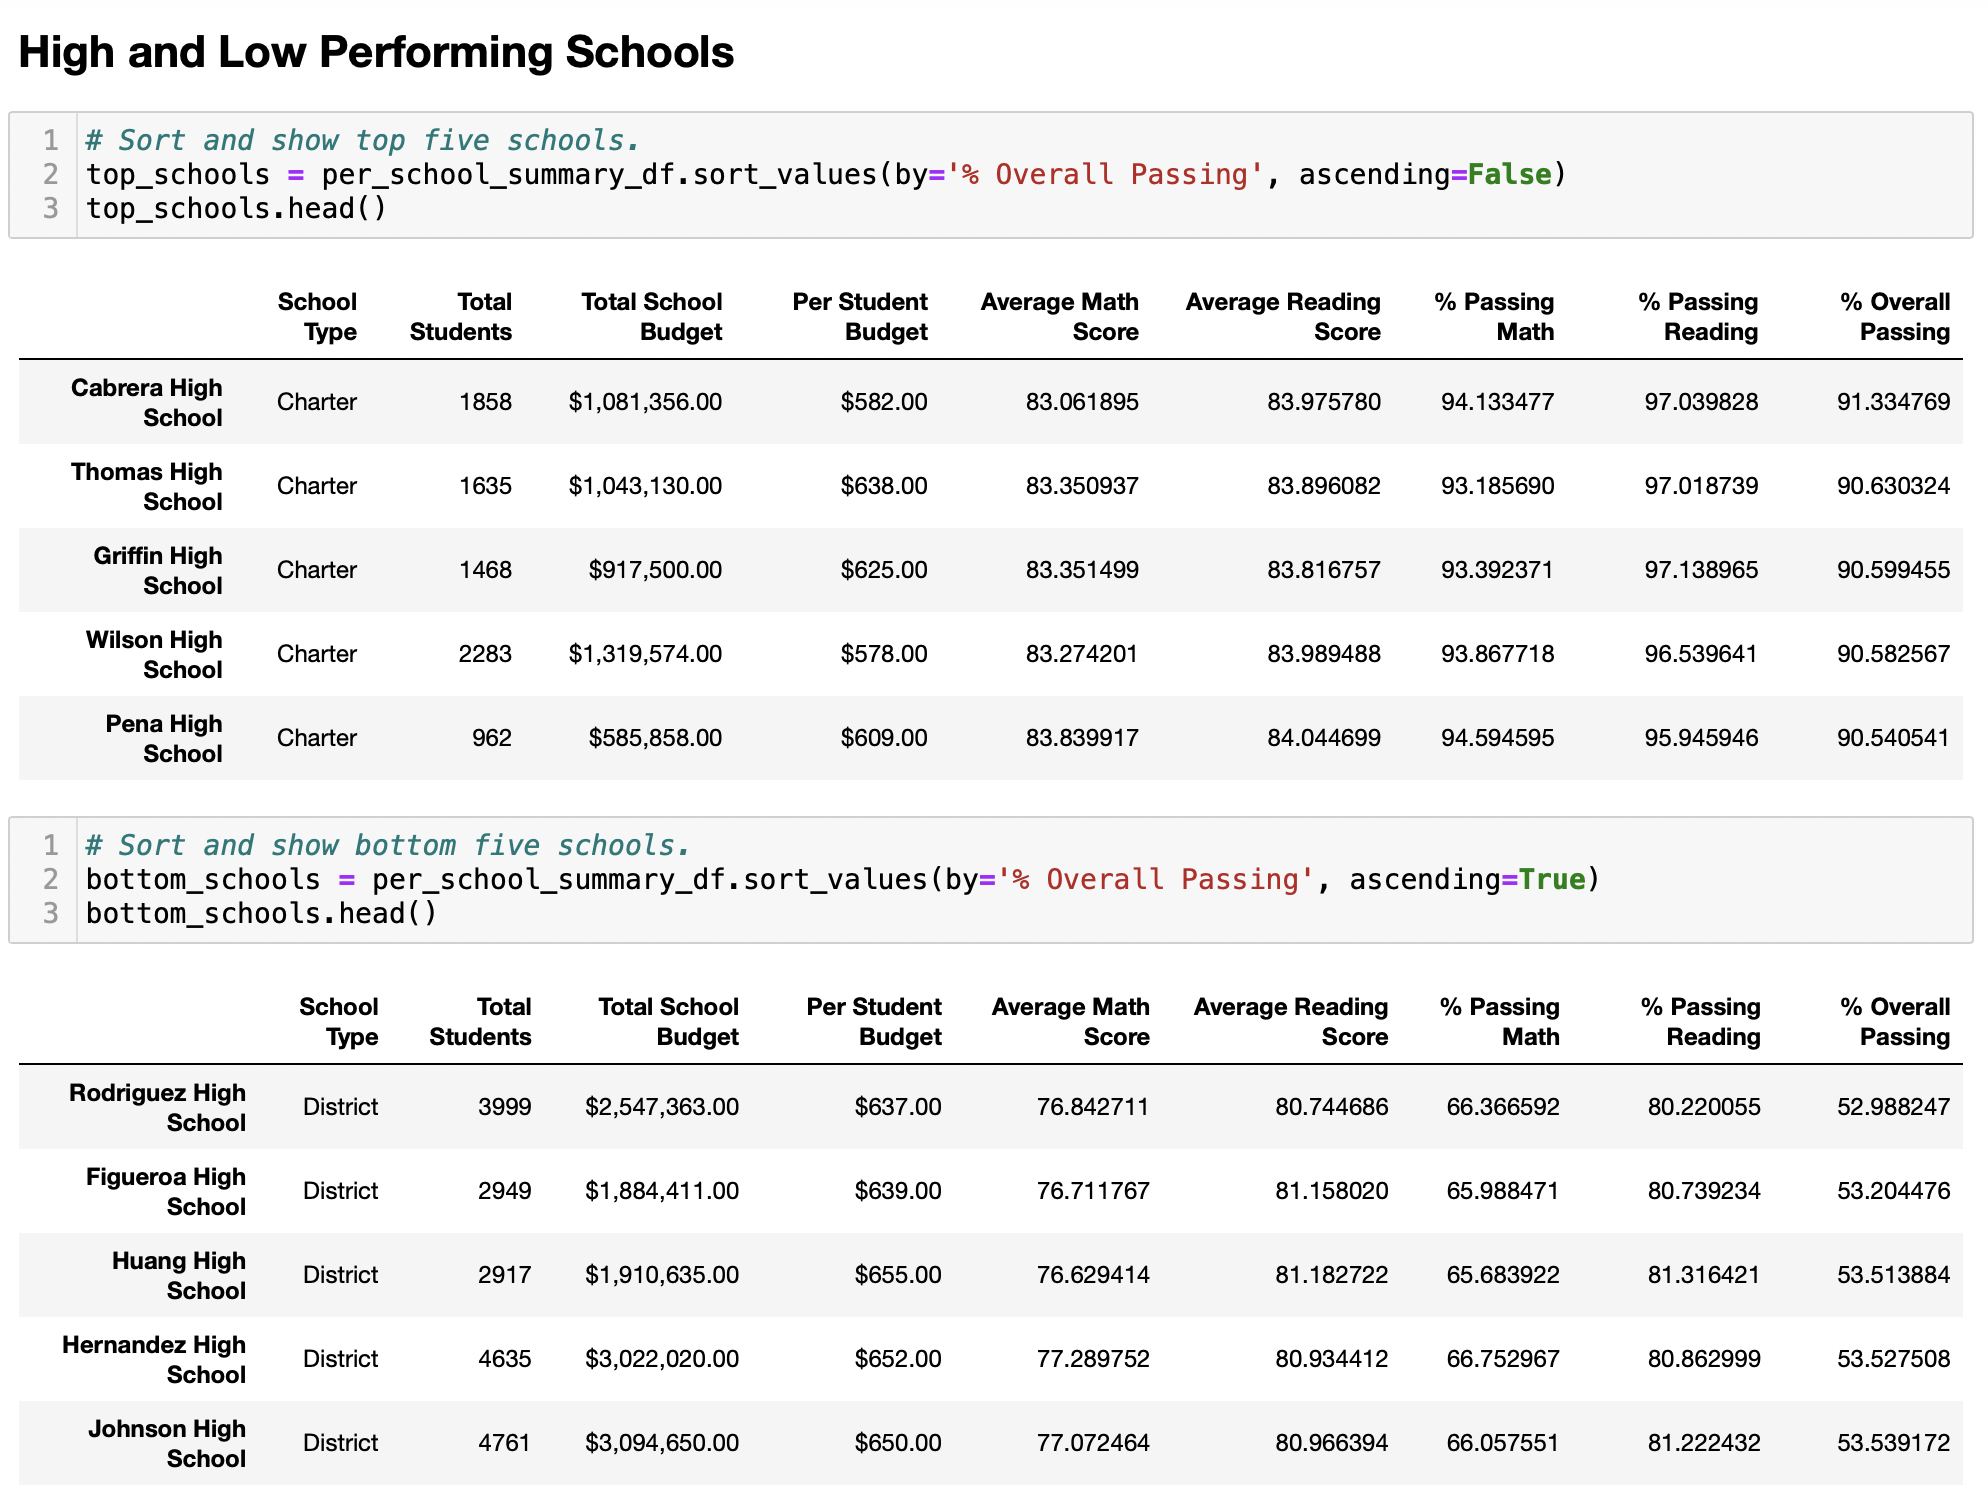 High and Low Performing Schools
1 # Sort and show top five schools.
2 top_schools = per_school_summary_df.sort_values(by='% Overall Passing', ascending=False)
3 top_schools.head()
School Type Total Students Total School Budget Per Student Budget Average Math Score Average Reading Score % Passing Math % Passing Reading % Overall Passing
Cabrera High School Charter 1858 $1,081,356.00 $582.00 83.061895 83.975780 94.133477 97.039828 91.334769
Thomas High School Charter 1635 $1,043,130.00 $638.00 83.350937 83.896082 93.185690 97.018739 90.630324
Griffin High School Charter 1468 $917,500.00 $625.00 83.351499 83.816757 93.392371 97.138965 90.599455
Wilson High School Charter 2283 $1,319,574.00 $578.00 83.274201 83.989488 93.867718 96.539641 90.582567
Pena High School Charter 962 $585,858.00 $609.00 83.839917 84.044699 94.594595 95.945946 90.540541
1 # Sort and show bottom five schools.
2 bottom_schools = per_school_summary_df.sort_values(by='% Overall Passing', ascending=True)
3 bottom_schools.head()
School Type Total Students Total School Budget Per Student Budget Average Math Score Average Reading Score % Passing Math % Passing Reading % Overall Passing
Rodriguez High School District 3999 $2,547,363.00 $637.00 76.842711 80.744686 66.366592 80.220055 52.988247
Figueroa High School District 2949 $1,884,411.00 $639.00 76.711767 81.158020 65.988471 80.739234 53.204476
Huang High School District 2917 $1,910,635.00 $655.00 76.629414 81.182722 65.683922 81.316421 53.513884
Hernandez High School District 4635 $3,022,020.00 $652.00 77.289752 80.934412 66.752967 80.862999 53.527508
Johnson High School District 4761 $3,094,650.00 $650.00 77.072464 80.966394 66.057551 81.222432 53.539172